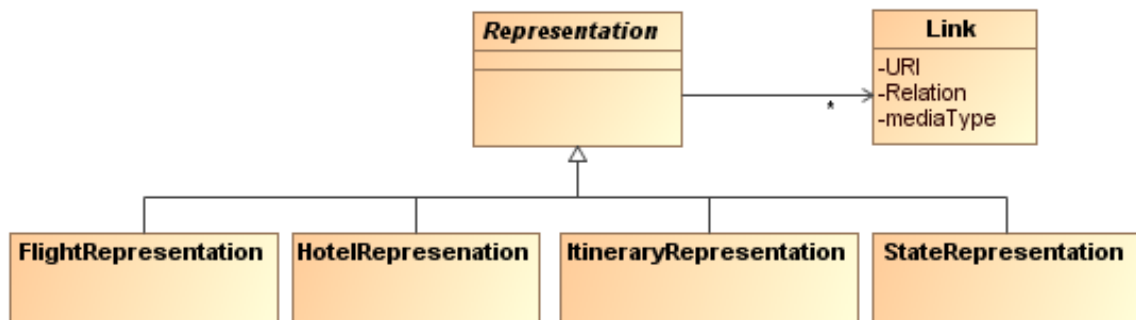 Representation
Link
-URI
-Relation
-mediaType
*
FlightRepresentation
HotelRepresenation
ItineraryRepresentation
StateRepresentation